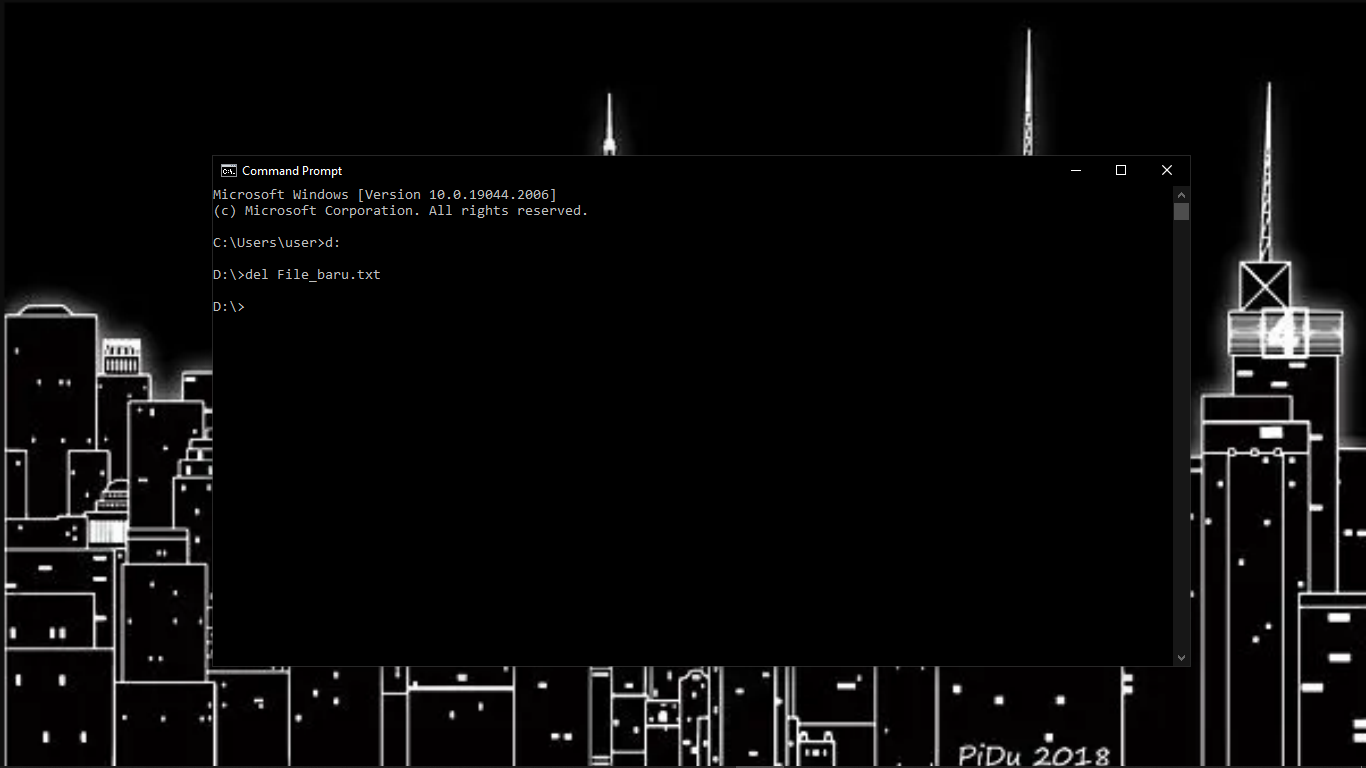 Command Prompt
Microsoft Windows [Version 10.0.19044.2006]
(c) Microsoft Corporation. All rights reserved.
C:\Users\user>d:
D:\>del File_baru.txt
D:\>
4
PiDu 2018